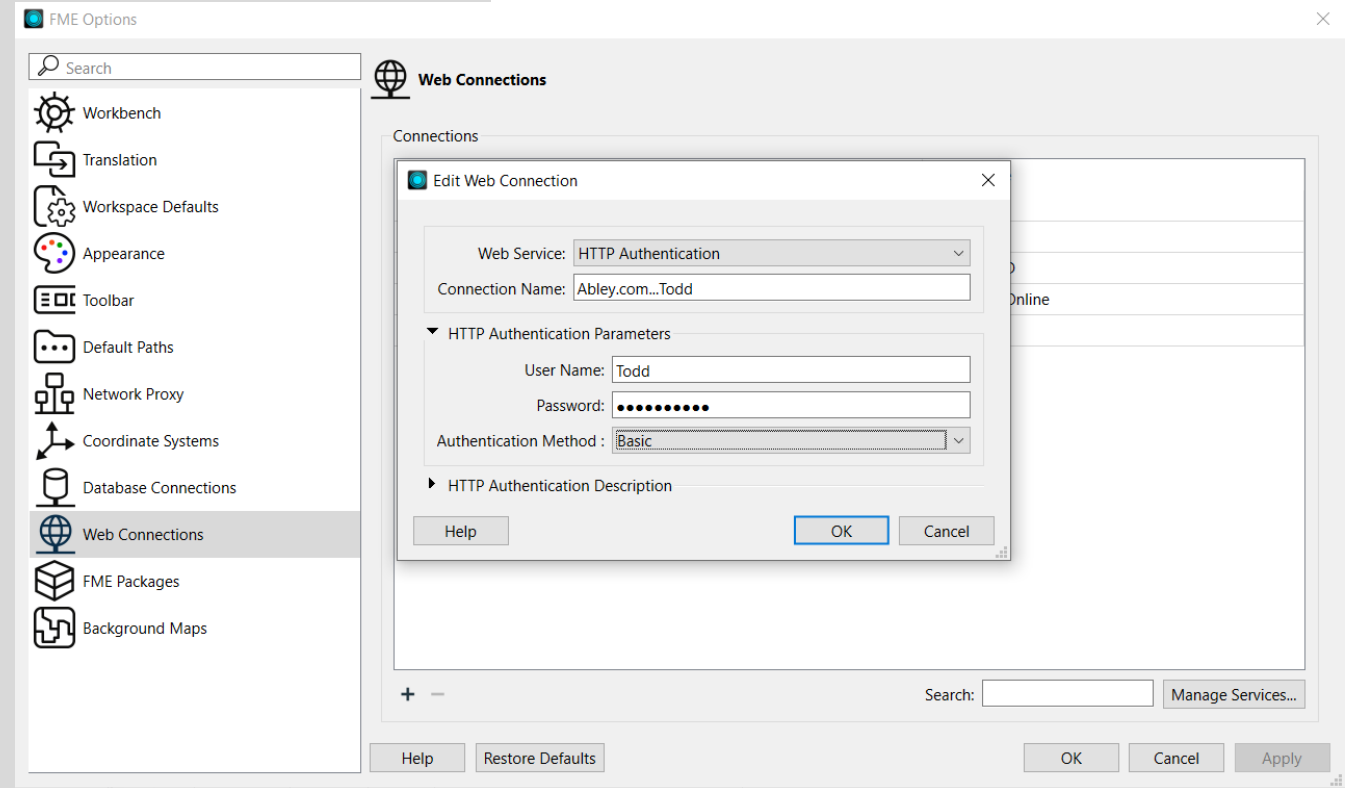 FME Options
Search
Workbench
Translation
Workspace Defaults
Appearance
Toolbar
Default Paths
Network Proxy
Coordinate Systems
Database Connections
Web Connections
FME Packages
Background Maps
Web Connections
Connections
Edit Web Connection
Web Service: HTTP Authentication
Connection Name: Abley.com...Todd
HTTP Authentication Parameters
User Name: Todd
Password: ●●●●●●●●●●
Authentication Method : Basic
HTTP Authentication Description
Help
OK
Cancel
Online
Search:
Manage Services...
Help
Restore Defaults
OK
Cancel
Apply